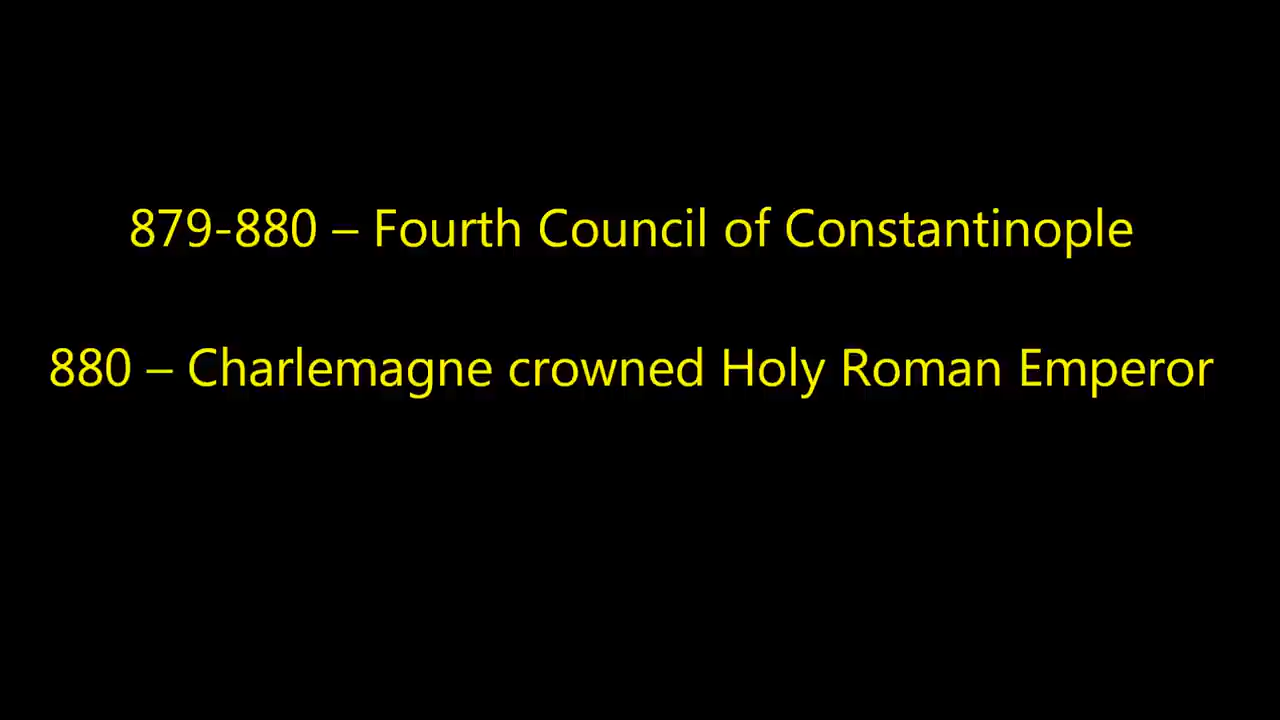 879-880 – Fourth Council of Constantinople
880 – Charlemagne crowned Holy Roman Emperor